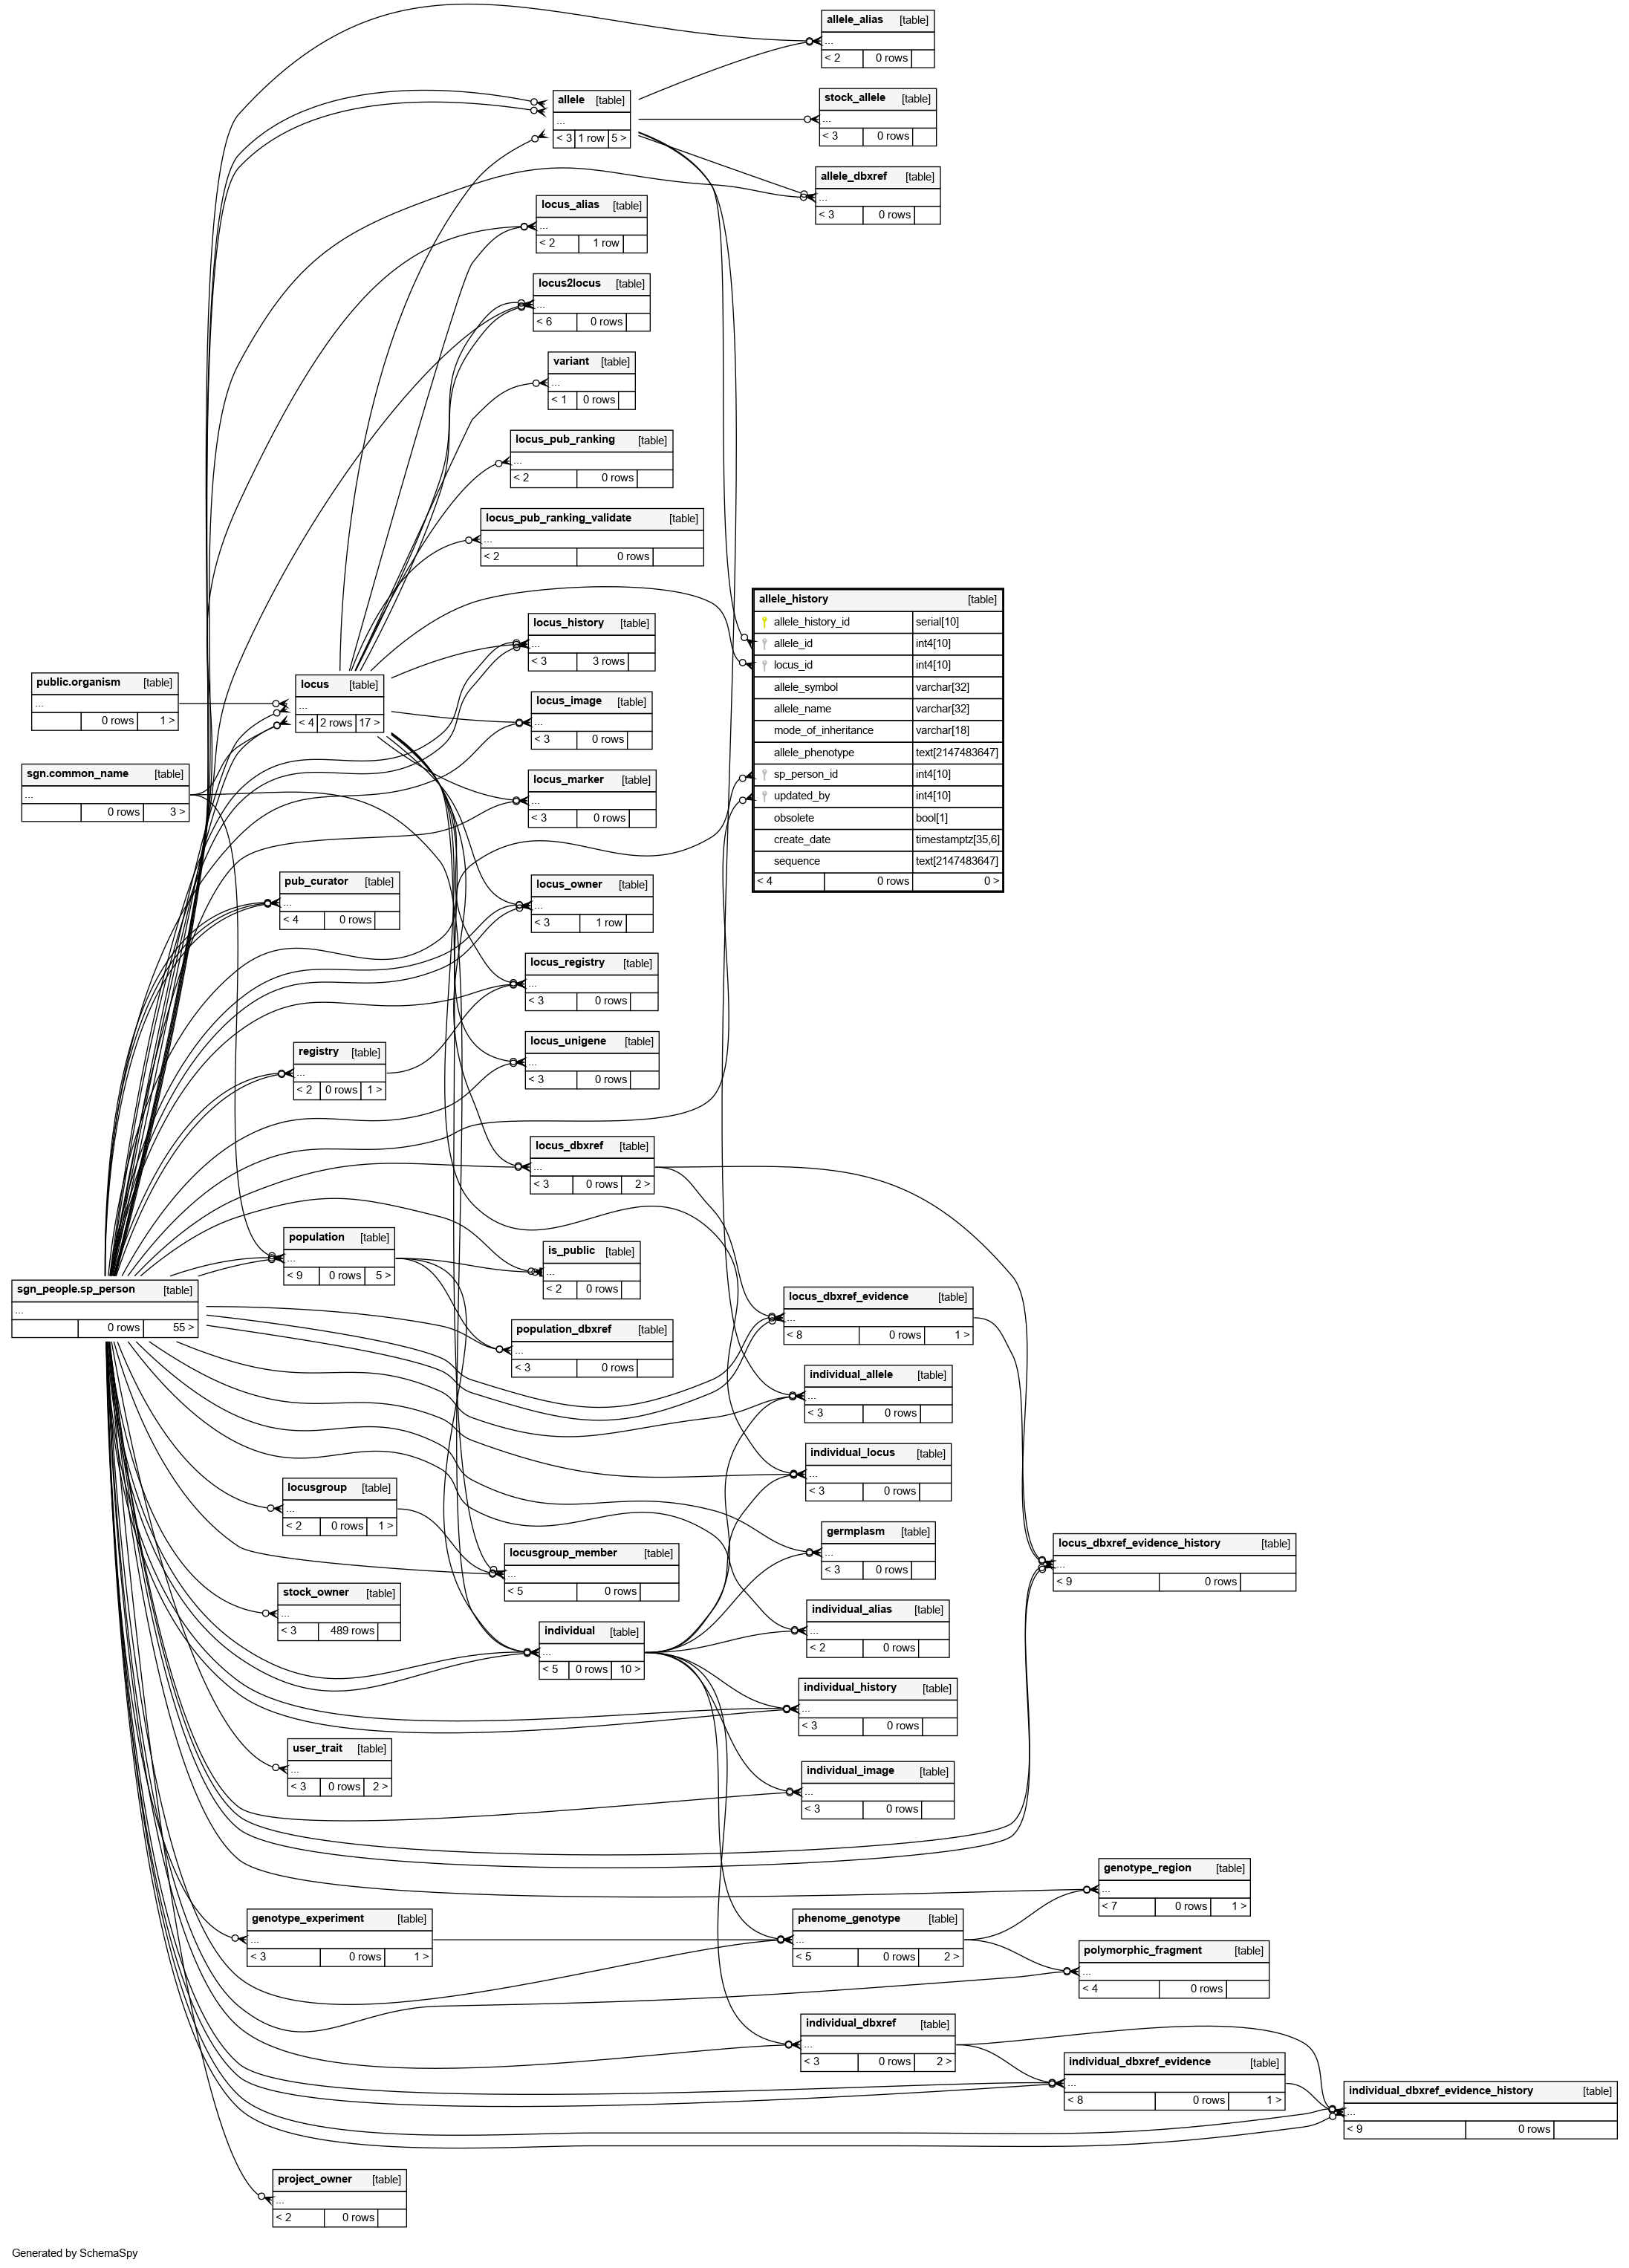 allele_alias [table]
...
< 2 0 rows
allele [table]
...
< 3 1 row 5 >
stock_allele [table]
...
< 3 0 rows
allele_dbxref [table]
...
< 3 0 rows
locus_alias [table]
...
< 2 1 row
locus2locus [table]
...
< 6 0 rows
variant [table]
...
< 1 0 rows
locus_pub_ranking [table]
...
< 2 0 rows
locus_pub_ranking_validate [table]
...
< 2 0 rows
allele_history [table]
allele_history_id serial[10]
allele_id int4[10]
locus_id int4[10]
allele_symbol varchar[32]
allele_name varchar[32]
mode_of_inheritance varchar[18]
allele_phenotype text[2147483647]
sp_person_id int4[10]
updated_by int4[10]
obsolete bool[1]
create_date timestamptz[35,6]
sequence text[2147483647]
< 4 0 rows 0 >
locus_history [table]
...
< 3 3 rows
public.organism [table]
...
0 rows 1 >
locus [table]
...
< 4 2 rows 17 >
locus_image [table]
...
< 3 0 rows
sgn.common_name [table]
...
0 rows 3 >
locus_marker [table]
...
< 3 0 rows
pub_curator [table]
...
< 4 0 rows
locus_owner [table]
...
< 3 1 row
locus_registry [table]
...
< 3 0 rows
registry [table]
...
< 2 0 rows 1 >
locus_unigene [table]
...
< 3 0 rows
locus_dbxref [table]
...
< 3 0 rows 2 >
population [table]
...
< 9 0 rows 5 >
is_public [table]
...
< 2 0 rows
sgn_people.sp_person [table]
...
0 rows 55 >
locus_dbxref_evidence [table]
...
< 8 0 rows 1 >
population_dbxref [table]
...
< 3 0 rows
individual_allele [table]
...
< 3 0 rows
individual_locus [table]
...
< 3 0 rows
locusgroup [table]
...
< 2 0 rows 1 >
germplasm [table]
...
< 3 0 rows
locus_dbxref_evidence_history [table]
...
< 9 0 rows
locusgroup_member [table]
...
< 5 0 rows
stock_owner [table]
...
< 3 489 rows
individual_alias [table]
...
< 2 0 rows
individual [table]
...
< 5 0 rows 10 >
individual_history [table]
...
< 3 0 rows
user_trait [table]
...
< 3 0 rows 2 >
individual_image [table]
...
< 3 0 rows
genotype_region [table]
...
< 7 0 rows 1 >
genotype_experiment [table]
...
< 3 0 rows 1 >
phenome_genotype [table]
...
< 5 0 rows 2 >
polymorphic_fragment [table]
...
< 4 0 rows
individual_dbxref [table]
...
< 3 0 rows 2 >
individual_dbxref_evidence [table]
...
< 8 0 rows 1 >
individual_dbxref_evidence_history [table]
...
< 9 0 rows
project_owner [table]
...
< 2 0 rows
Generated by SchemaSpy